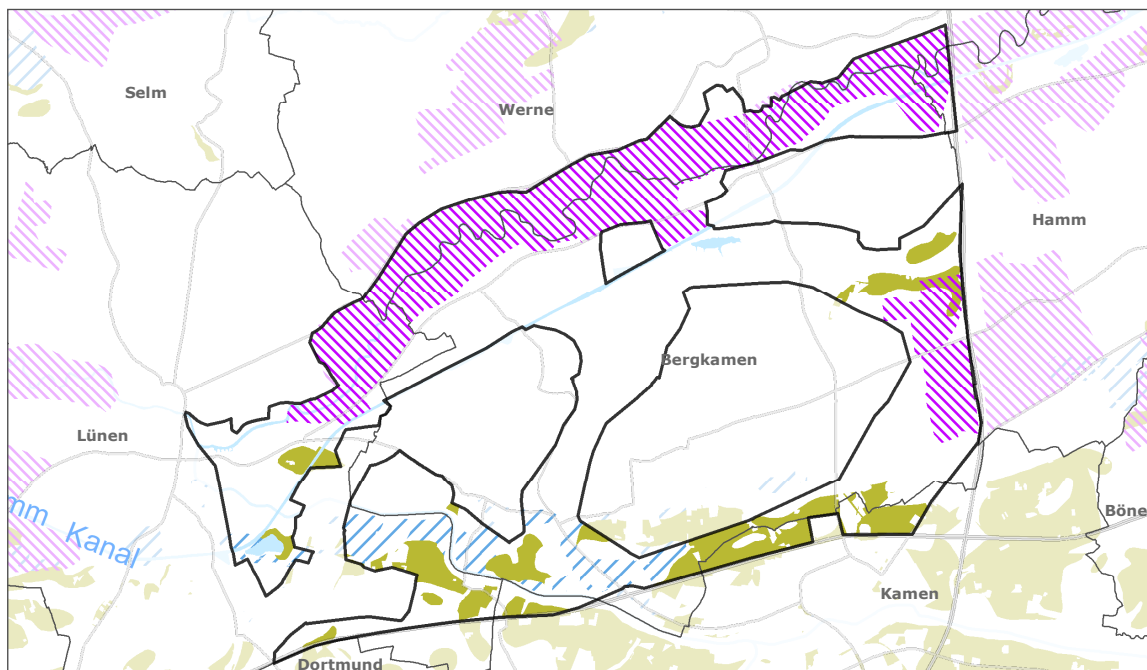 Selm
Werne
Hamm
Bergkamen
Lünen
mm Kanal
Böne
Kamen
Dortmund